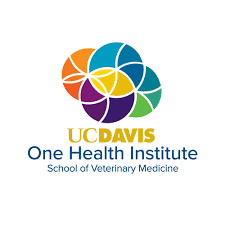 UCDAVIS
One Health Institute
School of Veterinary Medicine